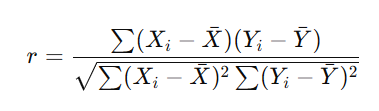 r = \frac{\sum (X_i - \bar{X})(Y_i - \bar{Y})}{\sqrt{\sum (X_i - \bar{X})^2 \sum (Y_i - \bar{Y})^2}}